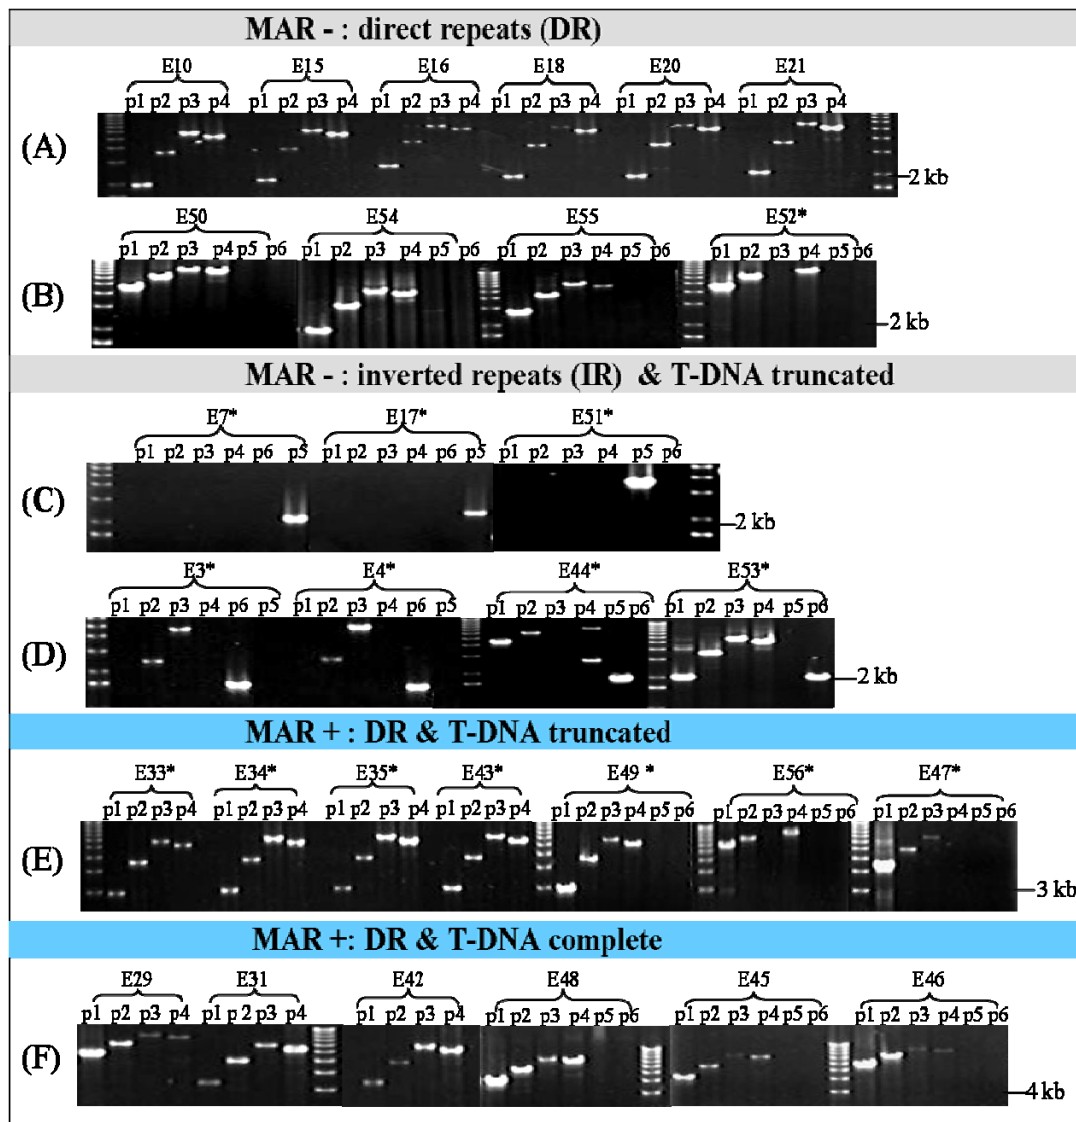 MAR - : direct repeats (DR)
E10 E15 E16 E18 E20 E21
p1 p2 p3 p4 p1 p2 p3 p4 p1 p2 p3 p4 p1 p2 p3 p4 p1 p2 p3 p4 p1 p2 p3 p4
(A)
2 kb
E50 E54 E55 E52*
p1 p2 p3 p4 p5 p6 p1 p2 p3 p4 p5 p6 p1 p2 p3 p4 p5 p6 p1 p2 p3 p4 p5 p6
(B)
2 kb
MAR - : inverted repeats (IR) & T-DNA truncated
E7* E17* E51*
p1 p2 p3 p4 p6 p5 p1 p2 p3 p4 p6 p5 p1 p2 p3 p4 p5 p6
(C)
2 kb
E3* E4* E44* E53*
p1 p2 p3 p4 p6 p5 p1 p2 p3 p4 p6 p5 p1 p2 p3 p4 p5 p6 p1 p2 p3 p4 p5 p6
(D)
2 kb
MAR + : DR & T-DNA truncated
E33* E34* E35* E43* E49 * E56* E47*
p1 p2 p3 p4 p1 p2 p3 p4 p1 p2 p3 p4 p1 p2 p3 p4 p1 p2 p3 p4 p5 p6 p1 p2 p3 p4 p5 p6 p1 p2 p3 p4 p5 p6
(E)
3 kb
MAR +: DR & T-DNA complete
E29 E31 E42 E48 E45 E46
p1 p2 p3 p4 p1 p 2 p3 p4 p1 p2 p3 p4 p1 p2 p3 p4 p5 p6 p1 p2 p3 p4 p5 p6 p1 p2 p3 p4 p5 p6
(F)
4 kb